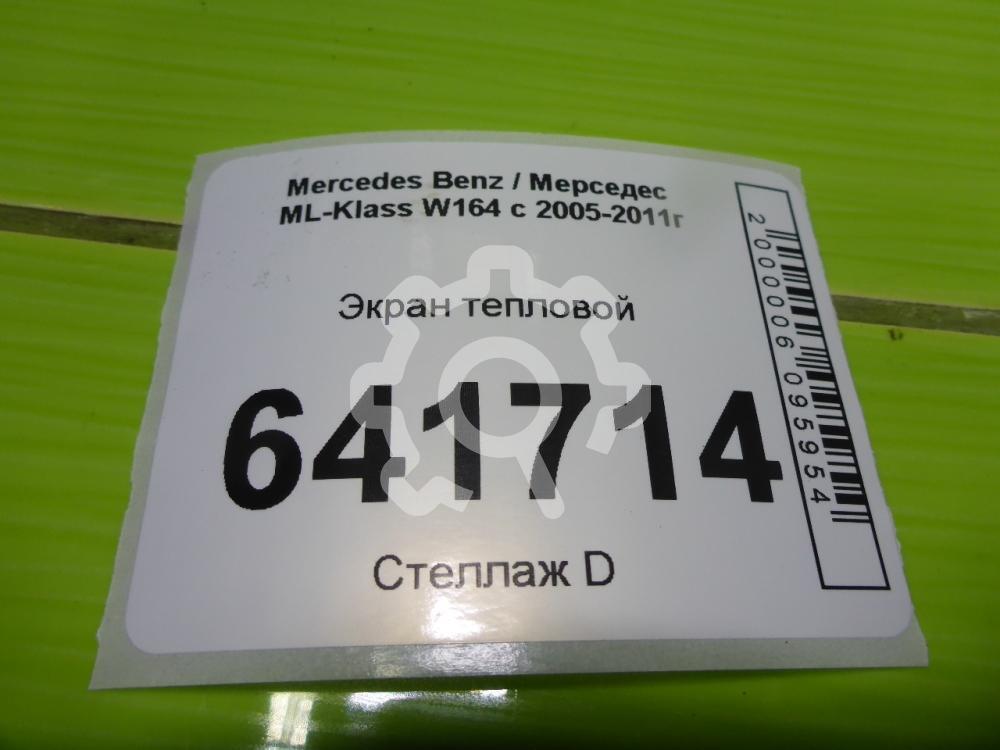 Mercedes Benz / Мерседес
ML-Klass W164 с 2005-2011г
Экран тепловой
641714
Стеллаж D
2000006095954